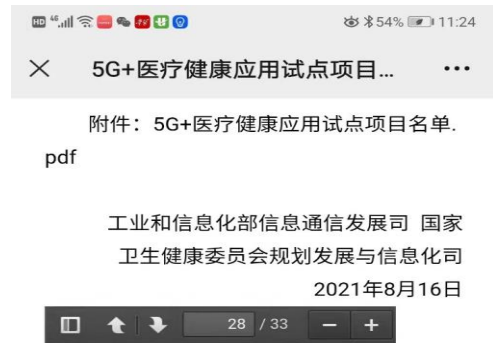 HD 4G 54% 11:24
5G+医疗健康应用试点项目...
附件：5G+医疗健康应用试点项目名单.
pdf
工业和信息化部信息通信发展司 国家
卫生健康委员会规划发展与信息化司
2021年8月16日
28 / 33